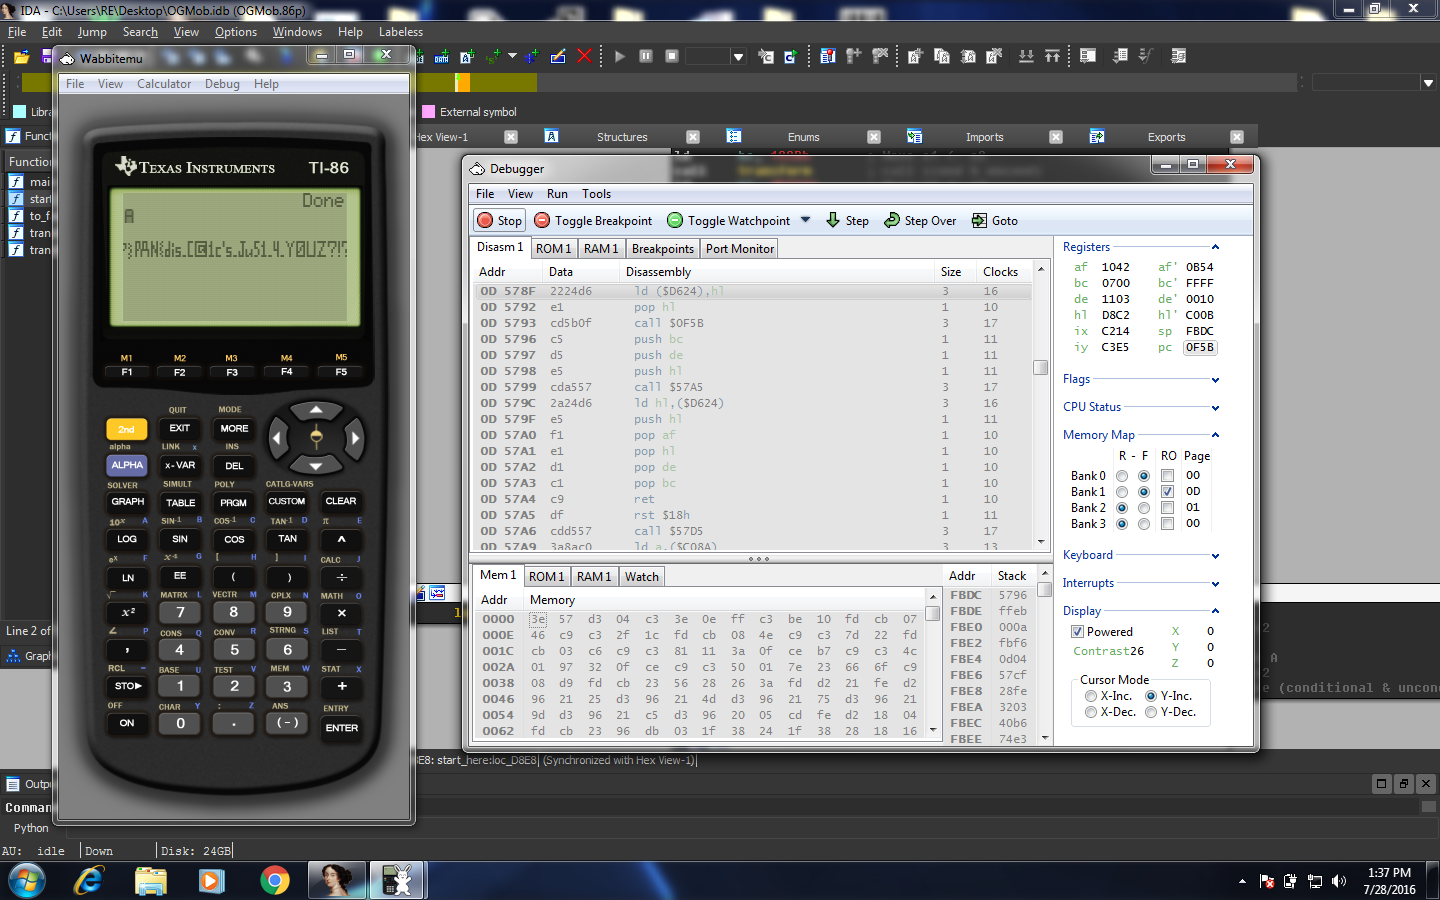 IDA - C:\Users\RE\Desktop\OGMob.idb (OGMob.86p)
File Edit Jump Search View Options Windows Help Labeless
Wabbitemu
File View Calculator Debug Help
External symbol
Hex View-1 Structures Enums Imports Exports
TEXAS INSTRUMENTS TI-86
Done
A
M1 M2 M3 M4 M5
F1 F2 F3 F4 F5
QUIT MODE
2nd EXIT MORE
alpha LINK x INS
ALPHA x-VAR DEL
SOLVER SIMULT POLY CATLG-VARS
GRAPH TABLE PRGM CUSTOM CLEAR
10ˣ A SIN⁻¹ B COS⁻¹ C TAN⁻¹ D π E
LOG SIN COS TAN ^
eˣ F x⁻¹ G [ H ] I CALC J
LN EE ( ) ÷
√ K MATRX L VECTR M CPLX N MATH O
x² 7 8 9 ×
∠ P CONS Q CONV R STRNG S LIST T
, 4 5 6 −
RCL = BASE U TEST V MEM W STAT X
STO▶ 1 2 3 +
OFF CHAR Y : Z ANS ENTRY
ON 0 . (-) ENTER
Debugger
File View Run Tools
Stop Toggle Breakpoint Toggle Watchpoint Step Step Over Goto
Disasm 1 ROM 1 RAM 1 Breakpoints Port Monitor
Addr Data Disassembly Size Clocks
0D 578F 2224d6 ld ($D624),hl 3 16
0D 5792 e1 pop hl 1 10
0D 5793 cd5b0f call $0F5B 3 17
0D 5796 c5 push bc 1 11
0D 5797 d5 push de 1 11
0D 5798 e5 push hl 1 11
0D 5799 cda557 call $57A5 3 17
0D 579C 2a24d6 ld hl,($D624) 3 16
0D 579F e5 push hl 1 11
0D 57A0 f1 pop af 1 10
0D 57A1 e1 pop hl 1 10
0D 57A2 d1 pop de 1 10
0D 57A3 c1 pop bc 1 10
0D 57A4 c9 ret 1 10
0D 57A5 df rst $18h 1 11
0D 57A6 cdd557 call $57D5 3 17
0D 57A9 3a8ac0 ld a,($C08A) 3 13
Registers
af 1042 af' 0B54
bc 0700 bc' FFFF
de 1103 de' 0010
hl D8C2 hl' C00B
ix C214 sp FBDC
iy C3E5 pc 0F5B
Flags
CPU Status
Memory Map
R - F RO Page
Bank 0 00
Bank 1 0D
Bank 2 01
Bank 3 00
Keyboard
Interrupts
Display
Powered X 0
Contrast 26 Y 0
Z 0
Cursor Mode
X-Inc. Y-Inc.
X-Dec. Y-Dec.
Mem 1 ROM 1 RAM 1 Watch
Addr Memory
0000 3e 57 d3 04 c3 3e 0e ff c3 be 10 fd cb 07
000E 46 c9 c3 2f 1c fd cb 08 4e c9 c3 7d 22 fd
001C cb 03 c6 c9 c3 81 11 3a 0f ce b7 c9 c3 4c
002A 01 97 32 0f ce c9 c3 50 01 7e 23 66 6f c9
0038 08 d9 fd cb 23 56 28 26 3a fd d2 21 fe d2
0046 96 21 25 d3 96 21 4d d3 96 21 75 d3 96 21
0054 9d d3 96 21 c5 d3 96 20 05 cd fe d2 18 04
0062 fd cb 23 96 db 03 1f 38 24 1f 38 28 18 16
Addr Stack
FBDC 5796
FBDE ffeb
FBE0 000a
FBE2 fbf6
FBE4 0d04
FBE6 57cf
FBE8 28fe
FBEA 3203
FBEC 40b6
FBEE 74e3
start_here:loc_D8E8 (Synchronized with Hex View-1)
Python
AU: idle Down Disk: 24GB
1:37 PM
7/28/2016